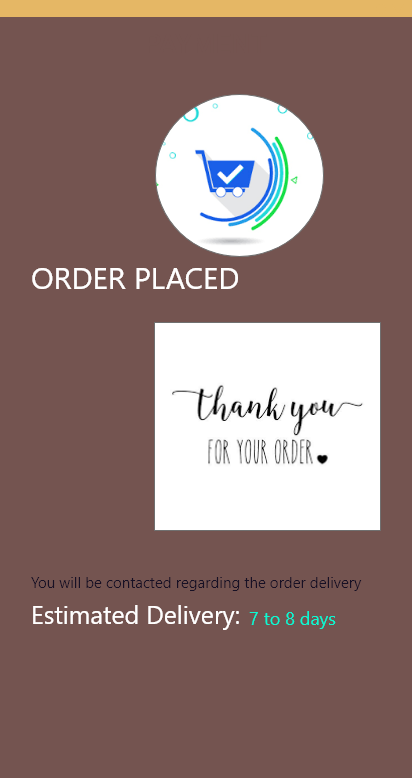 ORDER PLACED
thank you
FOR YOUR ORDER
You will be contacted regarding the order delivery
Estimated Delivery: 7 to 8 days